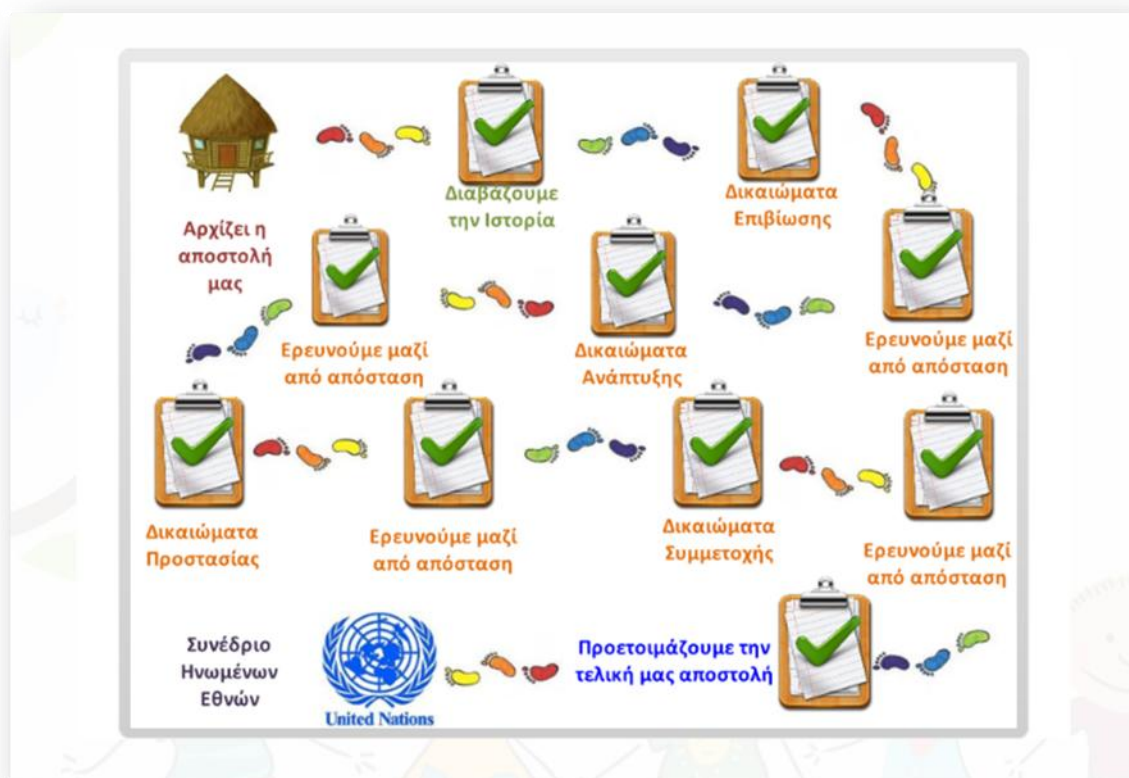 Διαβάζουμε
την Ιστορία
Δικαιώματα
Επιβίωσης
Αρχίζει η
αποστολή
μας
Ερευνούμε μαζί
από απόσταση
Δικαιώματα
Ανάπτυξης
Ερευνούμε μαζί
από απόσταση
Δικαιώματα
Προστασίας
Ερευνούμε μαζί
από απόσταση
Δικαιώματα
Συμμετοχής
Ερευνούμε μαζί
από απόσταση
Συνέδριο
Ηνωμένων
Εθνών
United Nations
Προετοιμάζουμε την
τελική μας αποστολή